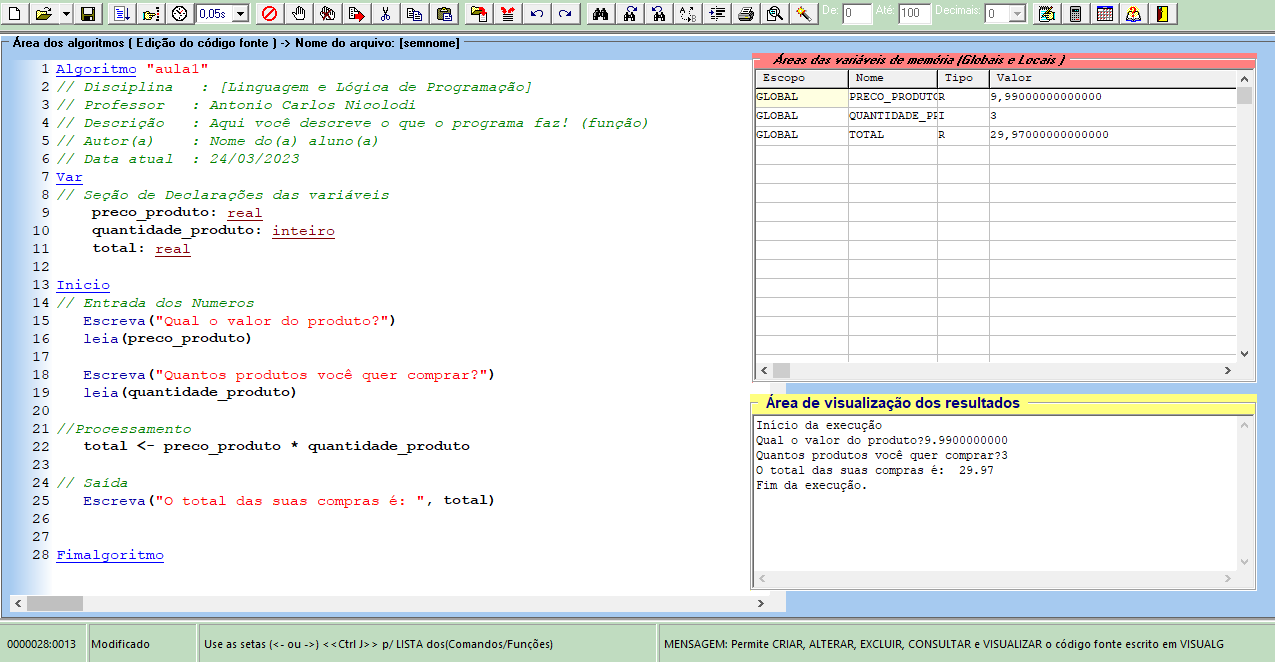 0,05s De: 0 Até: 100 Decimais: 0
Área dos algoritmos ( Edição do código fonte ) -> Nome do arquivo: [semnome]
1 Algoritmo "aula1"
2 // Disciplina   : [Linguagem e Lógica de Programação]
3 // Professor   : Antonio Carlos Nicolodi
4 // Descrição   : Aqui você descreve o que o programa faz! (função)
5 // Autor(a)    : Nome do(a) aluno(a)
6 // Data atual  : 24/03/2023
7 Var
8 // Seção de Declarações das variáveis
9     preco_produto: real
10     quantidade_produto: inteiro
11     total: real
12
13 Inicio
14 // Entrada dos Numeros
15    Escreva("Qual o valor do produto?")
16    leia(preco_produto)
17
18    Escreva("Quantos produtos você quer comprar?")
19    leia(quantidade_produto)
20
21 //Processamento
22    total <- preco_produto * quantidade_produto
23
24 // Saída
25    Escreva("O total das suas compras é: ", total)
26
27
28 Fimalgoritmo
Áreas das variáveis de memória (Globais e Locais )
Escopo Nome Tipo Valor
GLOBAL PRECO_PRODUTO R 9,99000000000000
GLOBAL QUANTIDADE_PR I 3
GLOBAL TOTAL R 29,97000000000000
Área de visualização dos resultados
Início da execução
Qual o valor do produto?9.9900000000
Quantos produtos você quer comprar?3
O total das suas compras é:  29.97
Fim da execução.
0000028:0013 Modificado Use as setas (<- ou ->) <<Ctrl J>> p/ LISTA dos(Comandos/Funções) MENSAGEM: Permite CRIAR, ALTERAR, EXCLUIR, CONSULTAR e VISUALIZAR o código fonte escrito em VISUALG